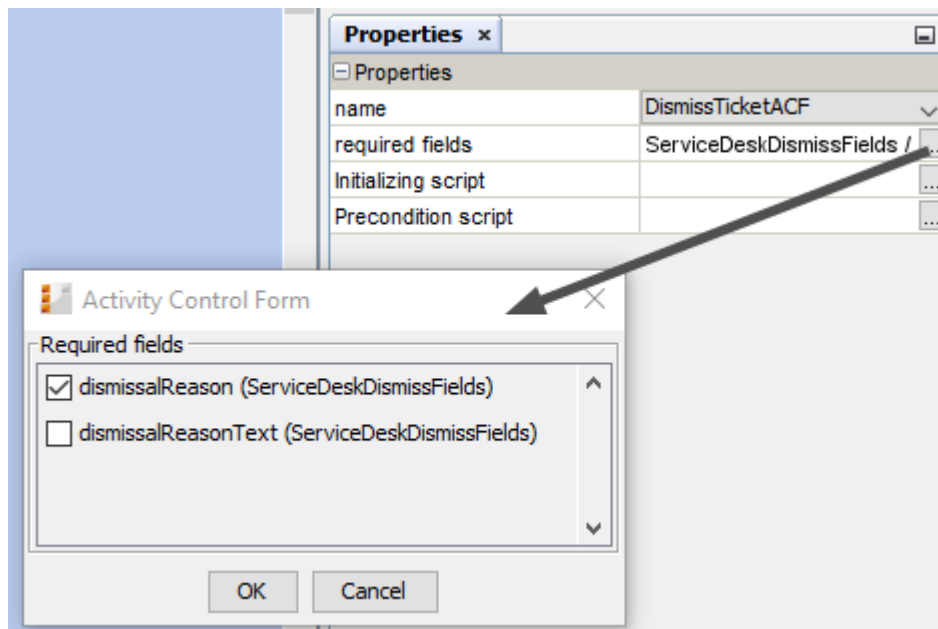 Properties ×
Properties
name DismissTicketACF
required fields ServiceDeskDismissFields / ...
Initializing script ...
Precondition script ...
Activity Control Form
Required fields
dismissalReason (ServiceDeskDismissFields)
dismissalReasonText (ServiceDeskDismissFields)
OK Cancel